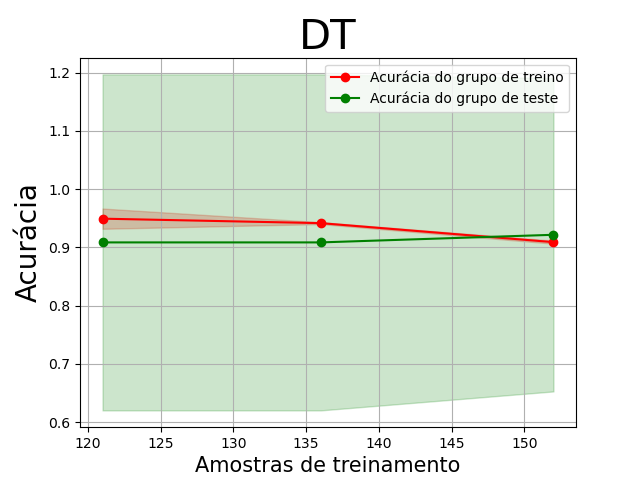 DT
Acurácia do grupo de treino
Acurácia do grupo de teste
1.2
1.1
1.0
0.9
0.8
0.7
0.6
Acurácia
120 125 130 135 140 145 150
Amostras de treinamento